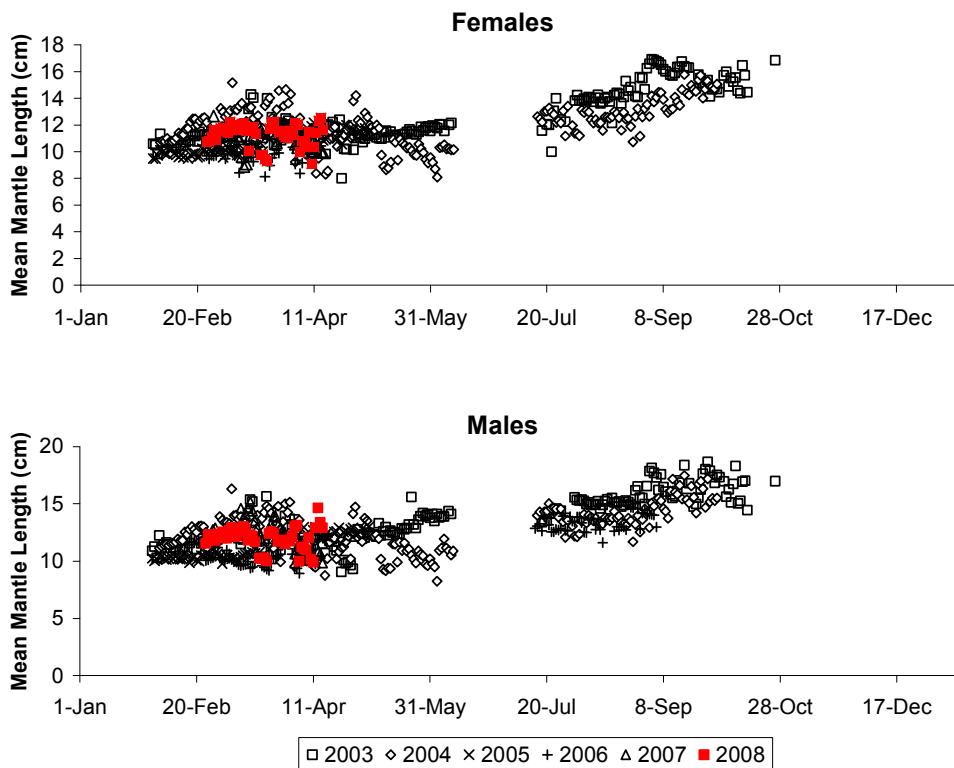 Females
Mean Mantle Length (cm)
18
16
14
12
10
8
6
4
2
0
1-Jan 20-Feb 11-Apr 31-May 20-Jul 8-Sep 28-Oct 17-Dec
Males
Mean Mantle Length (cm)
20
15
10
5
0
1-Jan 20-Feb 11-Apr 31-May 20-Jul 8-Sep 28-Oct 17-Dec
2003 2004 2005 2006 2007 2008